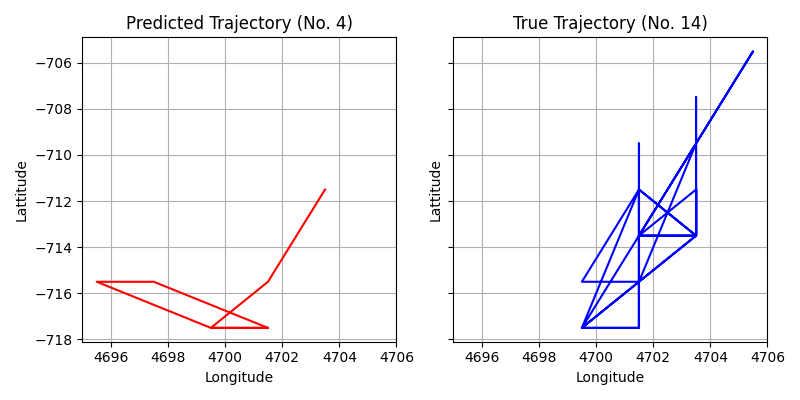 Predicted Trajectory (No. 4)
True Trajectory (No. 14)
−706
−708
−710
−712
−714
−716
−718
Lattitude
Lattitude
4696 4698 4700 4702 4704 4706
4696 4698 4700 4702 4704 4706
Longitude
Longitude